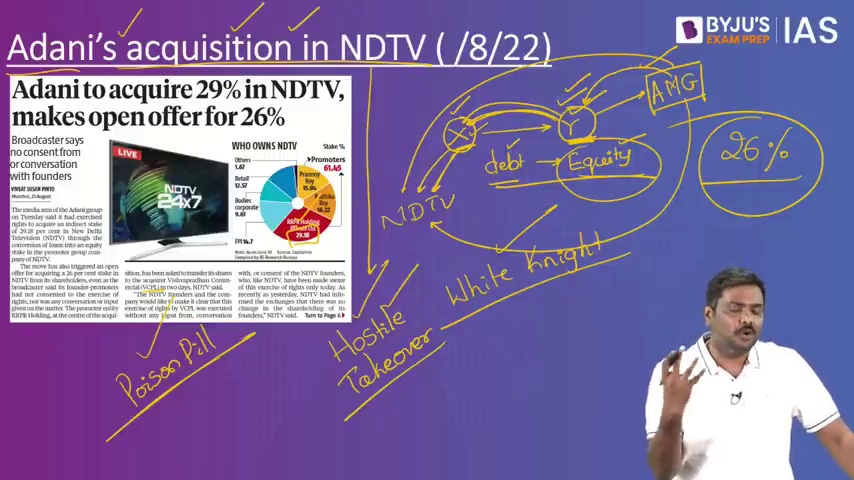 Adani's acquisition in NDTV ( /8/22)
BYJU'S
EXAM PREP
IAS
Adani to acquire 29% in NDTV,
makes open offer for 26%
Broadcaster says
no consent from
or conversation
with founders
VIVEAT SUSAN PINTO
Mumbai, 23 August
The media arm of the Adani group
on Tuesday said it had exercised
rights to acquire an indirect stake of
29.18 per cent in New Delhi
Television (NDTV) through the
conversion of loans into an equity
stake in the promoter group company
of NDTV.
The move has also triggered an open
offer for acquiring a 26 per cent stake in
NDTV from its shareholders, even as the
broadcaster said its founder-promoters
had not consented to the exercise of
rights, nor was any conversation or input
given on the matter. The promoter entity
RRPR Holding, at the centre of the acqui-
LIVE
NDTV
24x7
WHO OWNS NDTV
Stake %
Others
1.67
Retail
12.57
Bodies
corporate
9.61
FPI 14.7
Promoters
61.45
Prannoy
Roy
15.94
Radhika
Roy
16.32
RRPR Holding
Private Ltd
29.18
Note: As on June 30 Source: Capitaline
Compiled by BS Research Bureau
sition, has been asked to transfer its shares
to the acquirer Vishvapradhan Comm-
ercial (VCPL) in two days, NDTV said.
"The NDTV founders and the
company would like to make it clear that this
exercise of rights by VCPL was executed
without any input from, conversation
with, or consent of the NDTV founders,
who, like NDTV, have been made aware
of this exercise of rights only today. As
recently as yesterday, NDTV had in-
formed the exchanges that there was no
change in the shareholding of its
founders," NDTV said.
Turn to Page 6
X
Y
AMG
debt → Equity
26%
NDTV
White Knight
Hostile
Takeover
Poison Pill